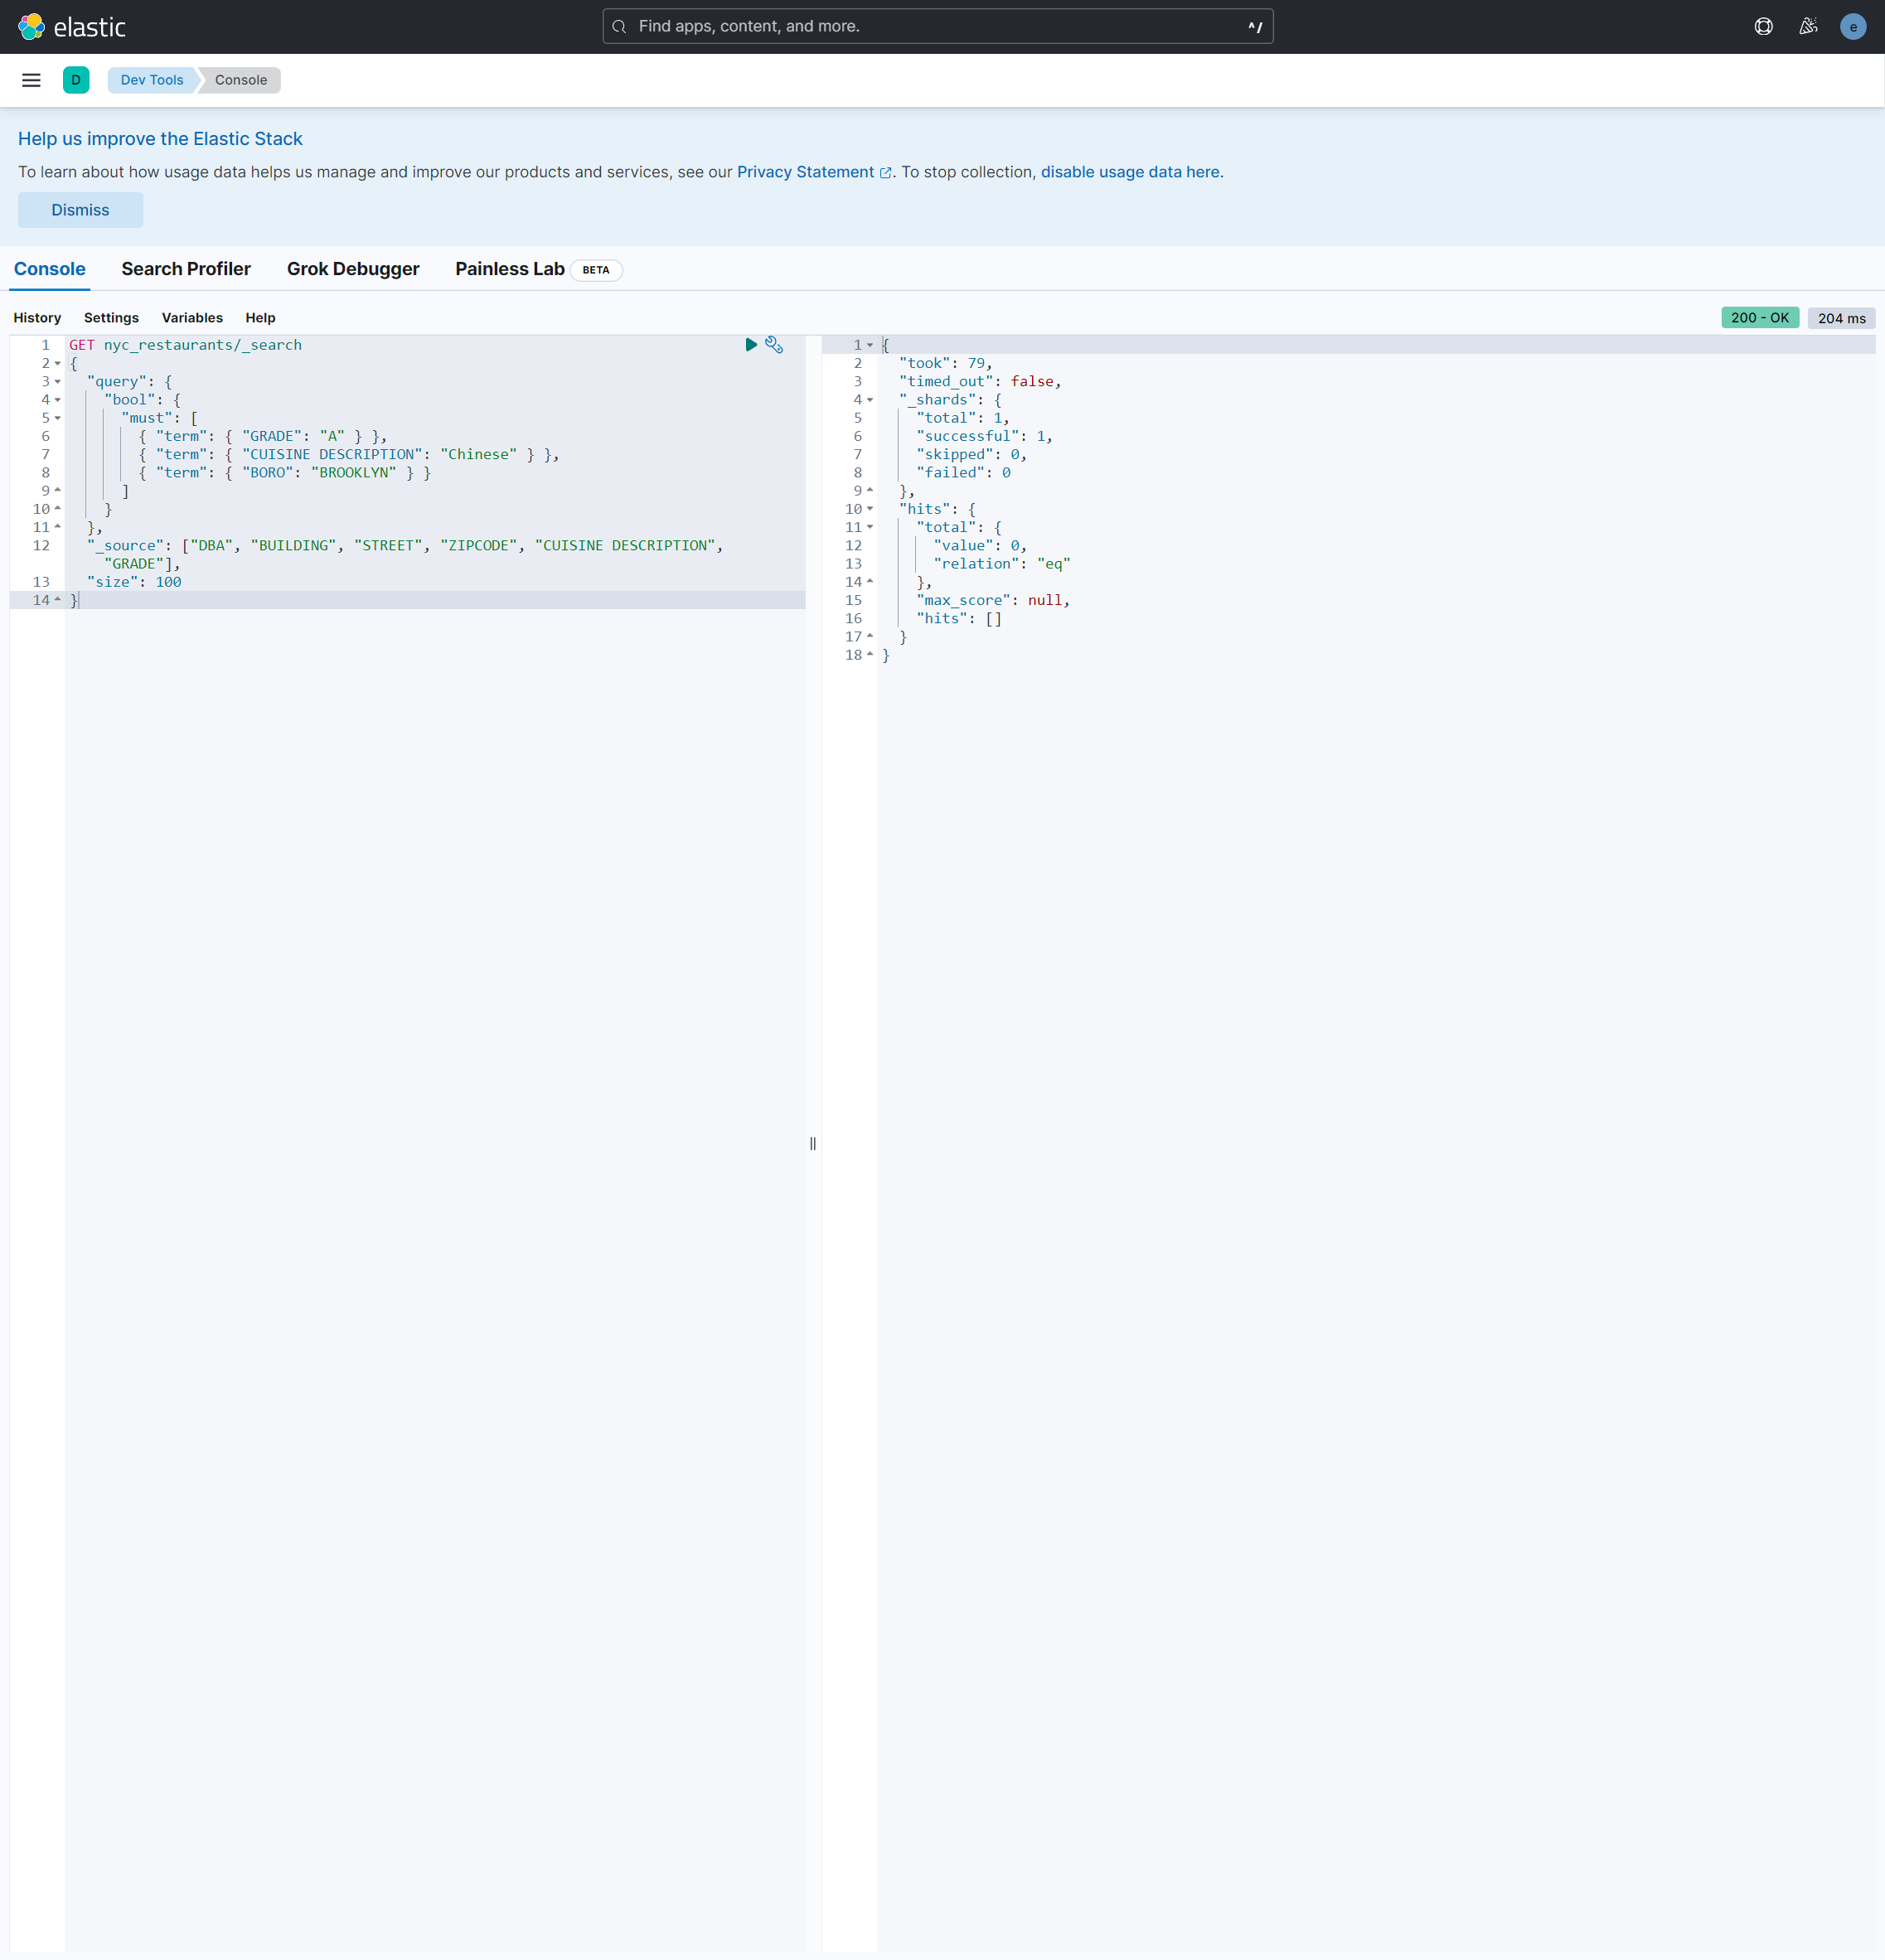 elastic
Find apps, content, and more.
^/
e
D
Dev Tools
Console
Help us improve the Elastic Stack
To learn about how usage data helps us manage and improve our products and services, see our Privacy Statement. To stop collection, disable usage data here.
Dismiss
Console
Search Profiler
Grok Debugger
Painless Lab
BETA
History
Settings
Variables
Help
200 - OK
204 ms
1 GET nyc_restaurants/_search
2 {
3 "query": {
4 "bool": {
5 "must": [
6 { "term": { "GRADE": "A" } },
7 { "term": { "CUISINE DESCRIPTION": "Chinese" } },
8 { "term": { "BORO": "BROOKLYN" } }
9 ]
10 }
11 },
12 "_source": ["DBA", "BUILDING", "STREET", "ZIPCODE", "CUISINE DESCRIPTION",
"GRADE"],
13 "size": 100
14 }
1 {
2 "took": 79,
3 "timed_out": false,
4 "_shards": {
5 "total": 1,
6 "successful": 1,
7 "skipped": 0,
8 "failed": 0
9 },
10 "hits": {
11 "total": {
12 "value": 0,
13 "relation": "eq"
14 },
15 "max_score": null,
16 "hits": []
17 }
18 }